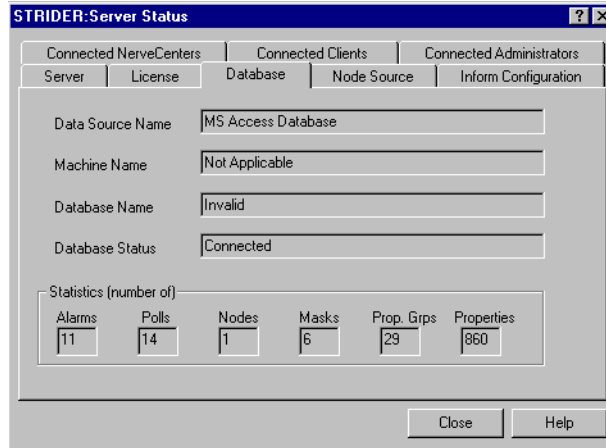 STRIDER:Server Status
Connected NerveCenters Connected Clients Connected Administrators
Server License Database Node Source Inform Configuration
Data Source Name MS Access Database
Machine Name Not Applicable
Database Name Invalid
Database Status Connected
Statistics (number of)
Alarms Polls Nodes Masks Prop. Grps Properties
11 14 1 6 29 860
Close Help